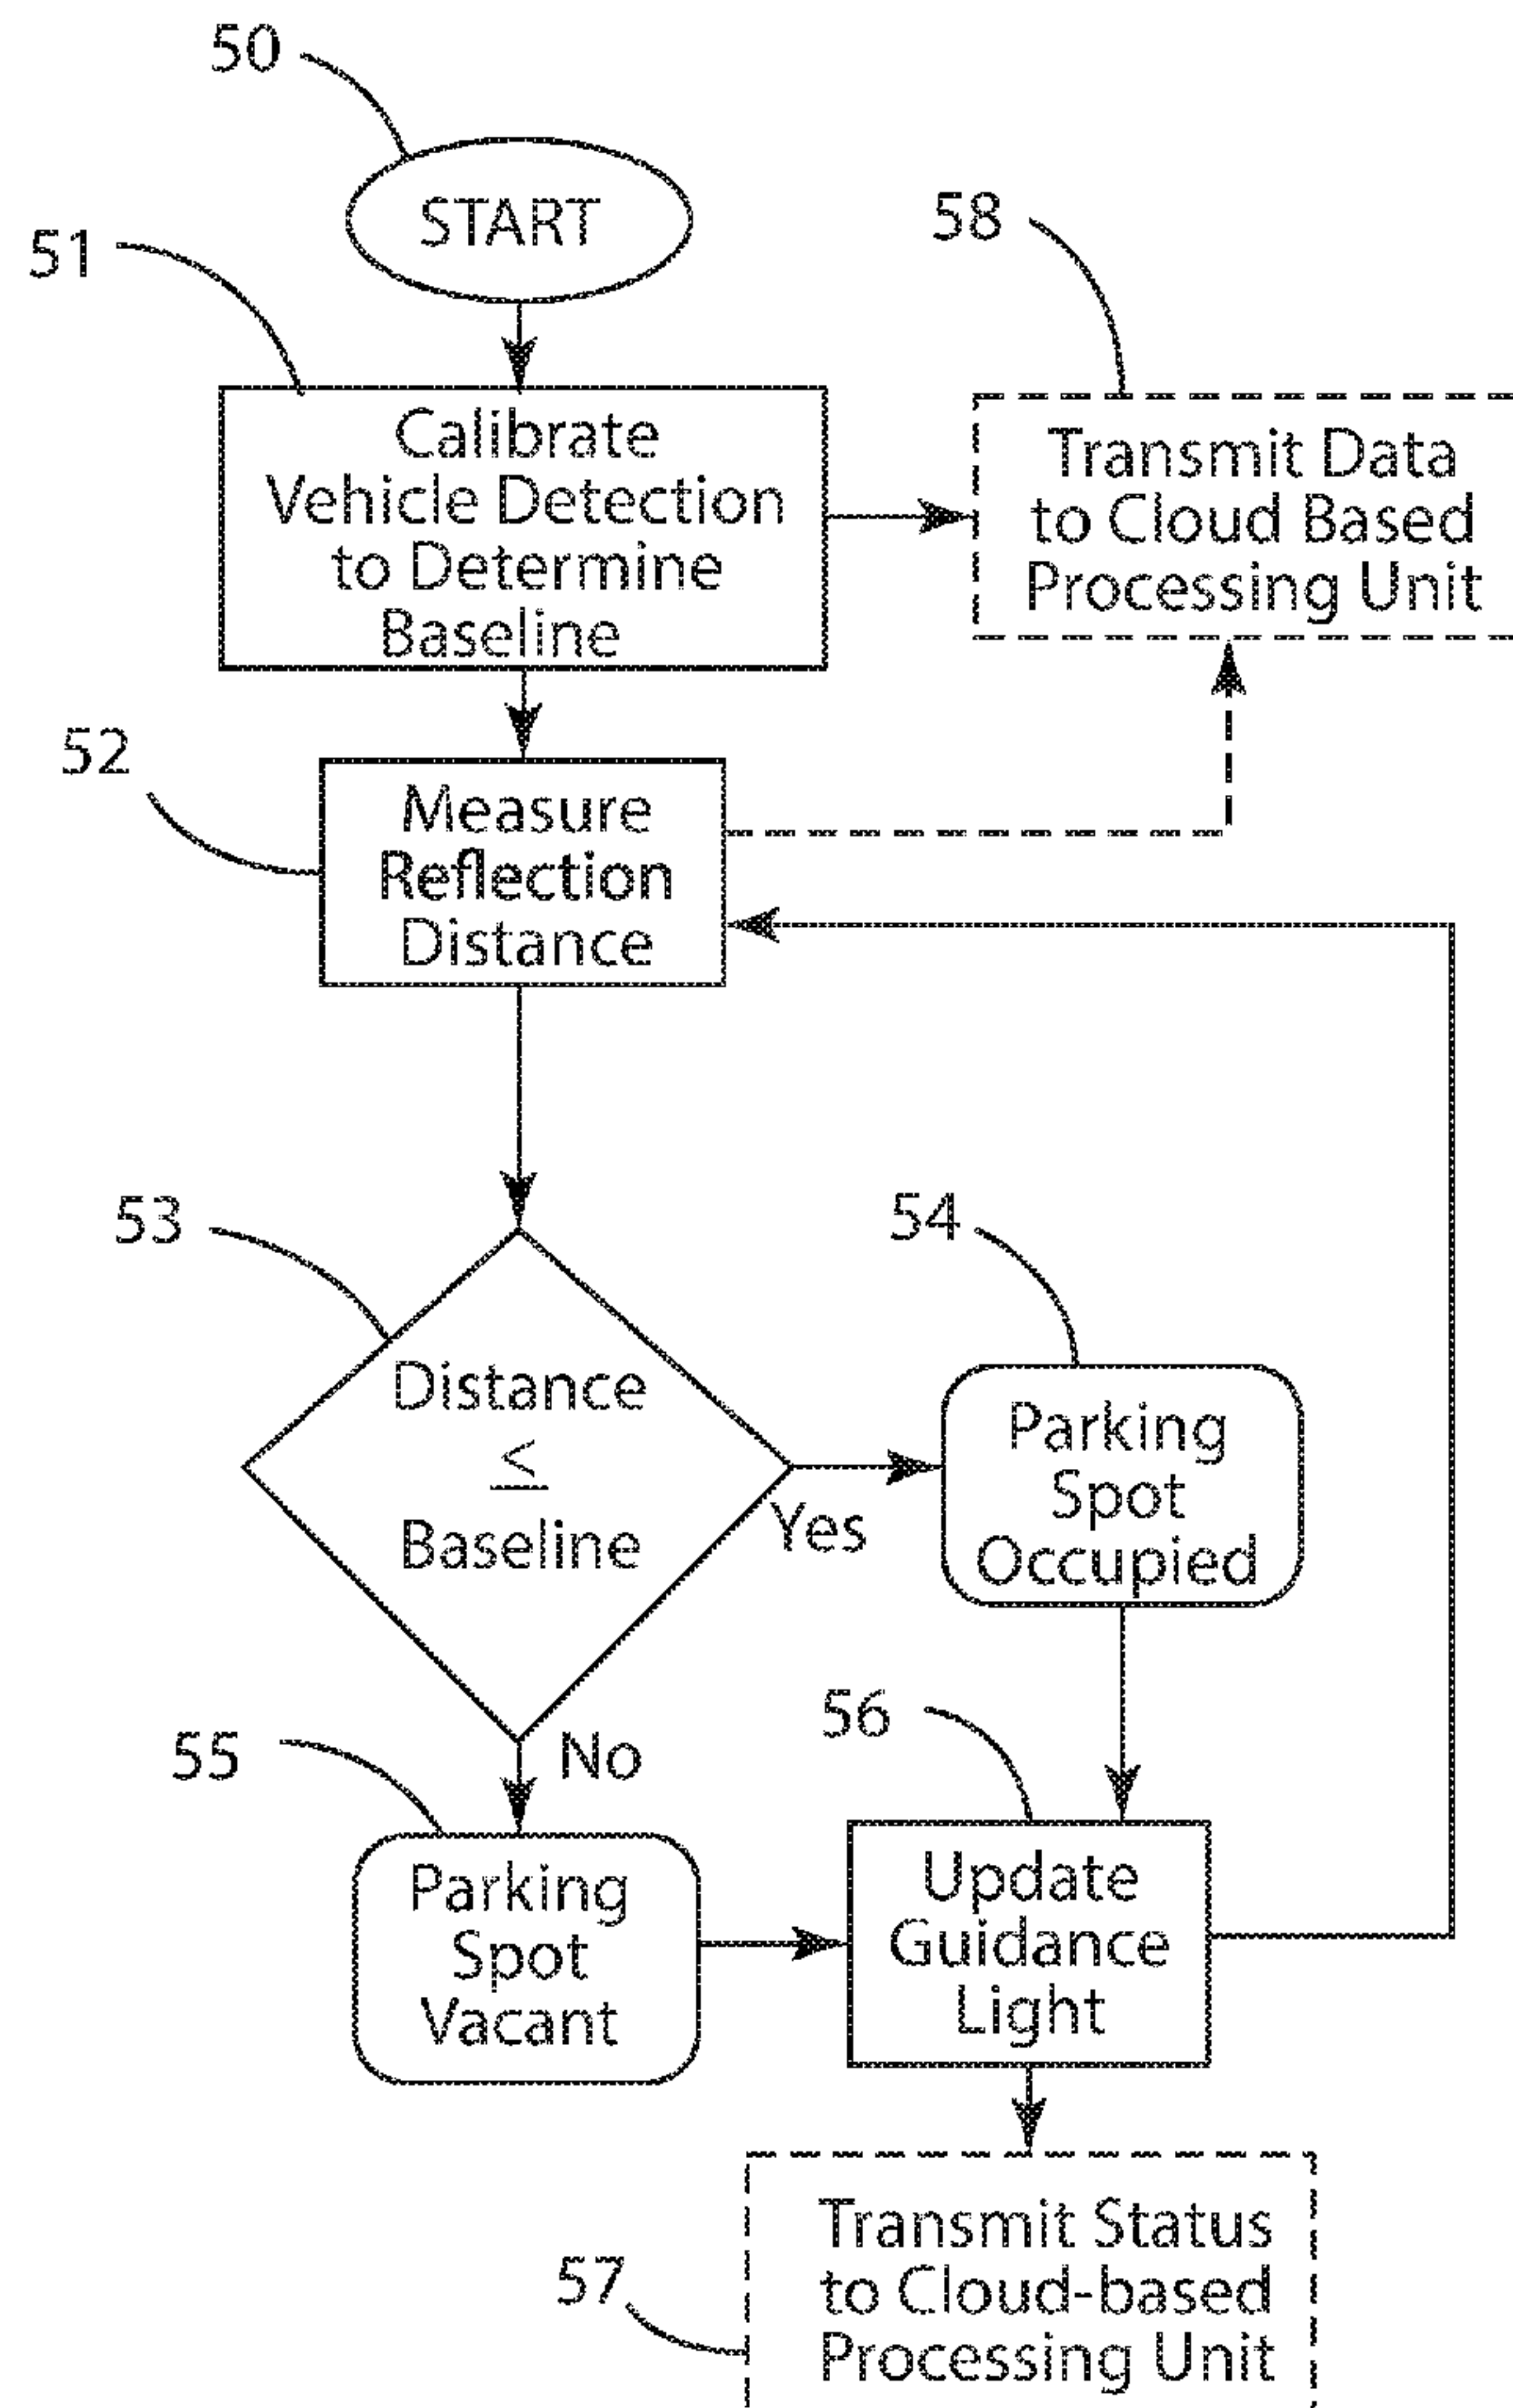 50
START
51
58
Calibrate
Vehicle Detection
to Determine
Baseline
Transmit Data
to Cloud Based
Processing Unit
52
Measure
Reflection
Distance
53
54
Distance
≤
Baseline
Yes
Parking
Spot
Occupied
No
55
56
Parking
Spot
Vacant
Update
Guidance
Light
57
Transmit Status
to Cloud-based
Processing Unit